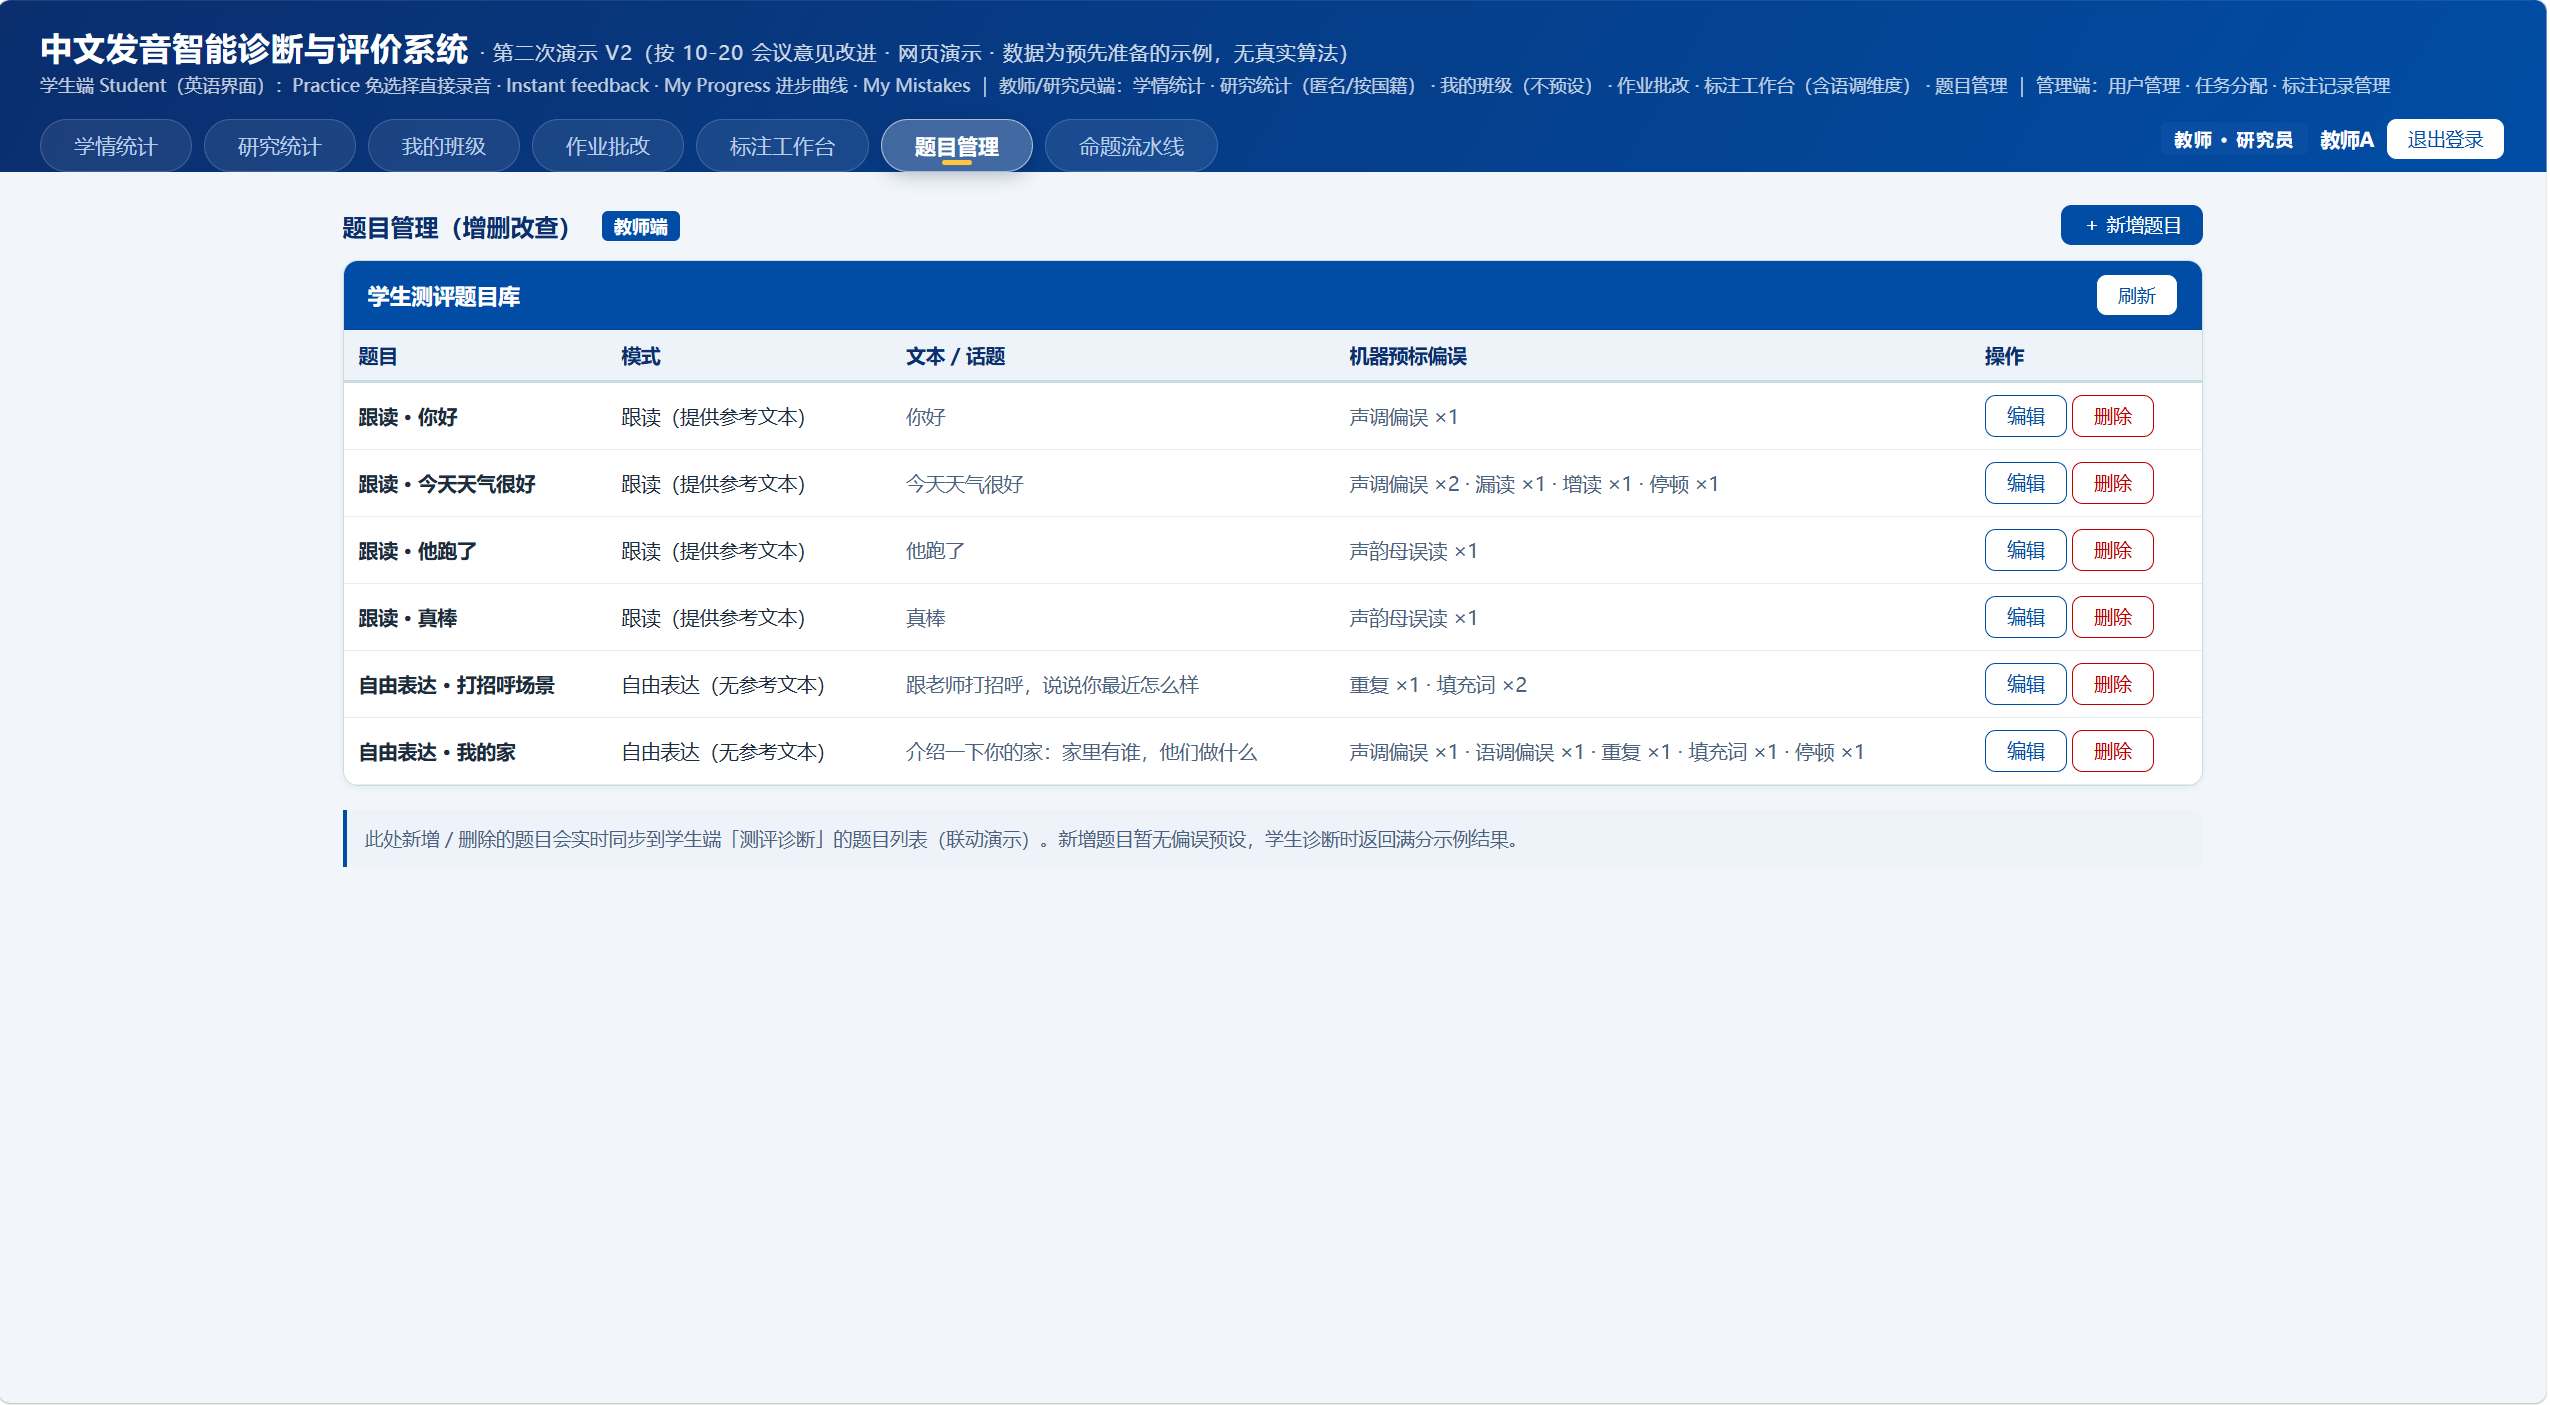 中文发音智能诊断与评价系统 · 第二次演示 V2（按 10-20 会议意见改进 · 网页演示 · 数据为预先准备的示例，无真实算法）
学生端 Student（英语界面）：Practice 免选择直接录音 · Instant feedback · My Progress 进步曲线 · My Mistakes ｜ 教师/研究员端：学情统计 · 研究统计（匿名/按国籍） · 我的班级（不预设） · 作业批改 · 标注工作台（含语调维度） · 题目管理 ｜ 管理端：用户管理 · 任务分配 · 标注记录管理
学情统计 研究统计 我的班级 作业批改 标注工作台 题目管理 命题流水线 教师 · 研究员 教师A 退出登录
题目管理（增删改查） 教师端 + 新增题目
学生测评题目库 刷新
题目 模式 文本 / 话题 机器预标偏误 操作
跟读 · 你好 跟读（提供参考文本） 你好 声调偏误 ×1 编辑 删除
跟读 · 今天天气很好 跟读（提供参考文本） 今天天气很好 声调偏误 ×2 · 漏读 ×1 · 增读 ×1 · 停顿 ×1 编辑 删除
跟读 · 他跑了 跟读（提供参考文本） 他跑了 声韵母误读 ×1 编辑 删除
跟读 · 真棒 跟读（提供参考文本） 真棒 声韵母误读 ×1 编辑 删除
自由表达 · 打招呼场景 自由表达（无参考文本） 跟老师打招呼，说说你最近怎么样 重复 ×1 · 填充词 ×2 编辑 删除
自由表达 · 我的家 自由表达（无参考文本） 介绍一下你的家：家里有谁，他们做什么 声调偏误 ×1 · 语调偏误 ×1 · 重复 ×1 · 填充词 ×1 · 停顿 ×1 编辑 删除
此处新增 / 删除的题目会实时同步到学生端「测评诊断」的题目列表（联动演示）。新增题目暂无偏误预设，学生诊断时返回满分示例结果。